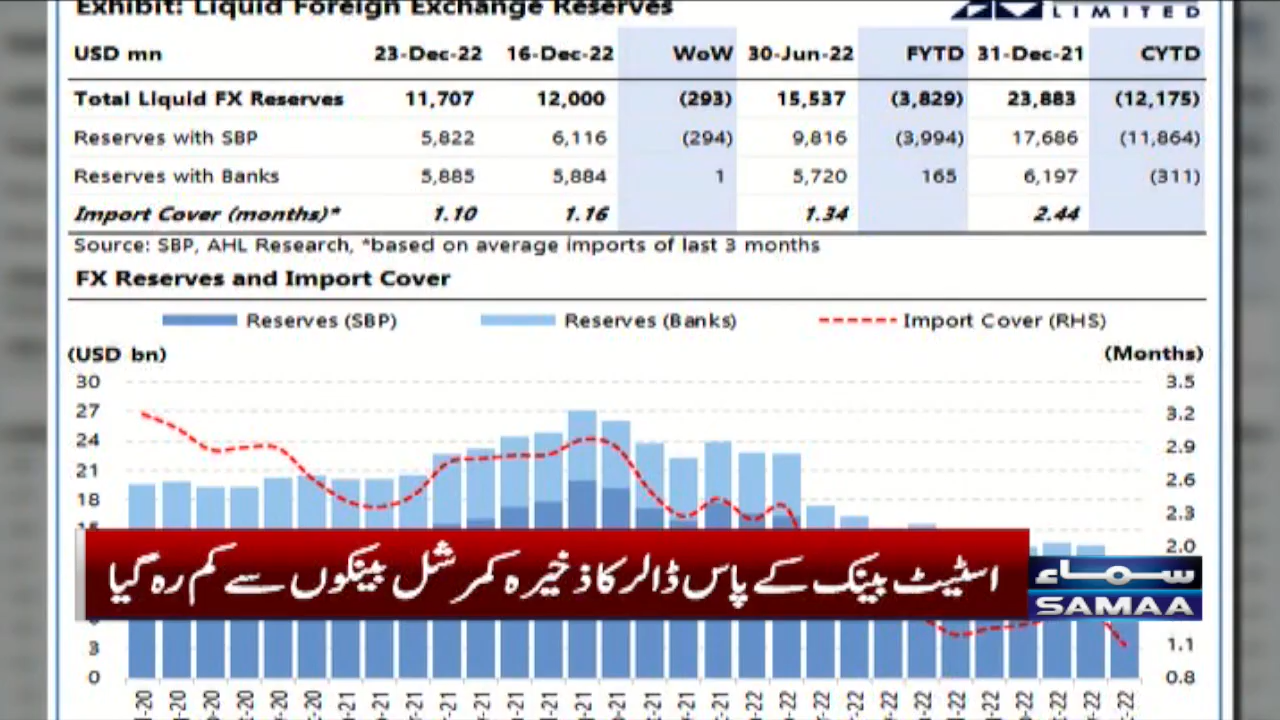 Exhibit: Liquid Foreign Exchange Reserves
LIMITED
USD mn 23-Dec-22 16-Dec-22 WoW 30-Jun-22 FYTD 31-Dec-21 CYTD
Total Liquid FX Reserves 11,707 12,000 (293) 15,537 (3,829) 23,883 (12,175)
Reserves with SBP 5,822 6,116 (294) 9,816 (3,994) 17,686 (11,864)
Reserves with Banks 5,885 5,884 1 5,720 165 6,197 (311)
Import Cover (months)* 1.10 1.16 1.34 2.44
Source: SBP, AHL Research, *based on average imports of last 3 months
FX Reserves and Import Cover
Reserves (SBP) Reserves (Banks) Import Cover (RHS)
(USD bn) (Months)
30 3.5
27 3.2
24 2.9
21 2.6
18 2.3
2.0
اسٹیٹ بینک کے پاس ڈالر کا ذخیرہ کمرشل بینکوں سے کم رہ گیا
سماء
SAMAA
3 1.1
0 0.8